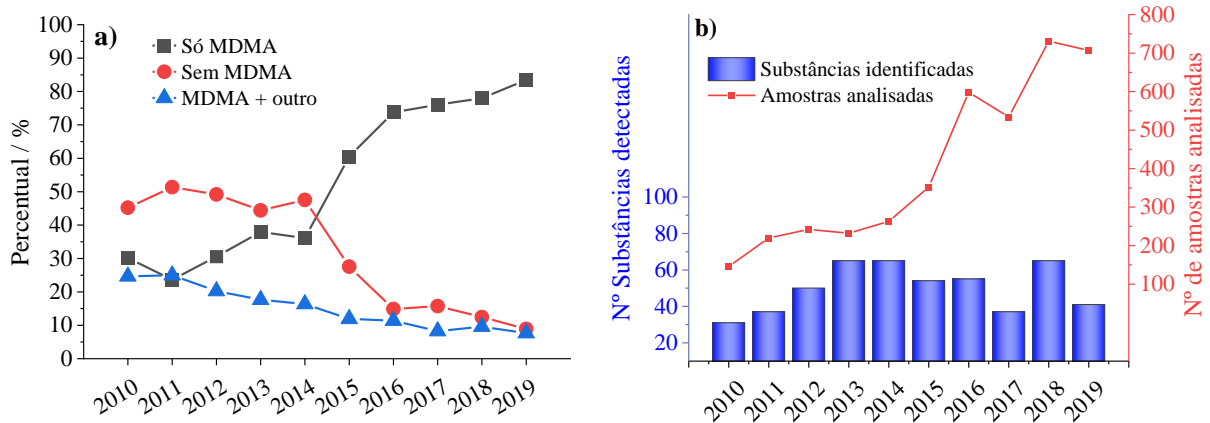 a)
Só MDMA
Sem MDMA
MDMA + outro
Percentual / %
100
90
80
70
60
50
40
30
20
10
0
2010 2011 2012 2013 2014 2015 2016 2017 2018 2019
b)
Substâncias identificadas
Amostras analisadas
Nº Substâncias detectadas
100
80
60
40
20
2010 2011 2012 2013 2014 2015 2016 2017 2018 2019
800
700
600
500
400
300
200
100
Nº de amostras analisadas